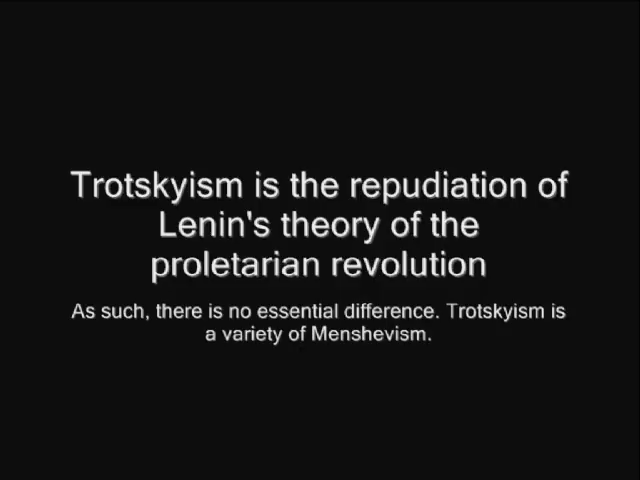 Trotskyism is the repudiation of
Lenin's theory of the
proletarian revolution
As such, there is no essential difference. Trotskyism is
a variety of Menshevism.